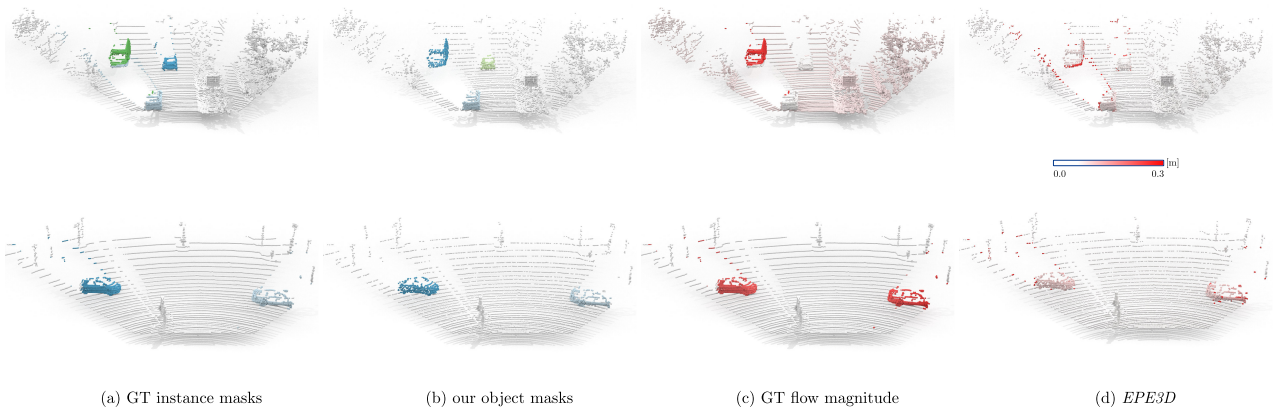 [m]
0.0 0.3
(a) GT instance masks (b) our object masks (c) GT flow magnitude (d) EPE3D